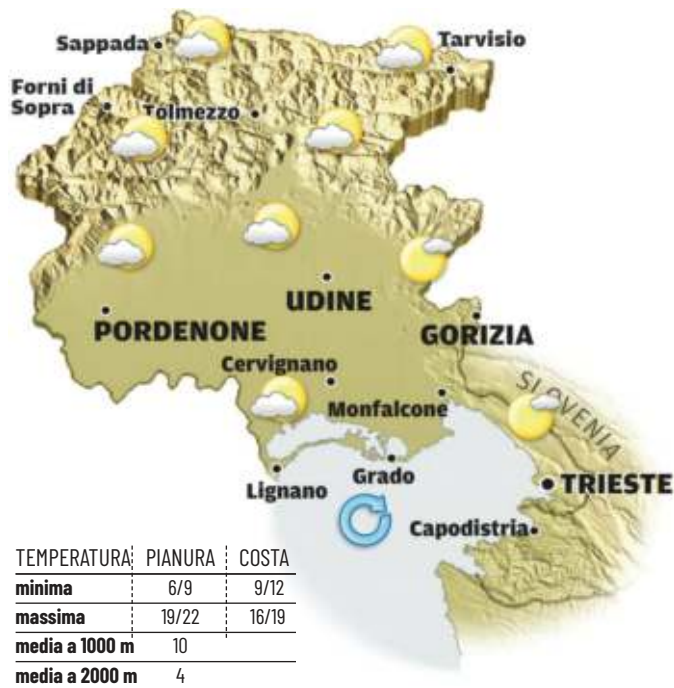 Sappada
Tarvisio
Forni di
Sopra
Tolmezzo
UDINE
PORDENONE
GORIZIA
Cervignano
SLOVENIA
Monfalcone
Lignano
Grado
TRIESTE
Capodistria
TEMPERATURA PIANURA COSTA
minima 6/9 9/12
massima 19/22 16/19
media a 1000 m 10
media a 2000 m 4